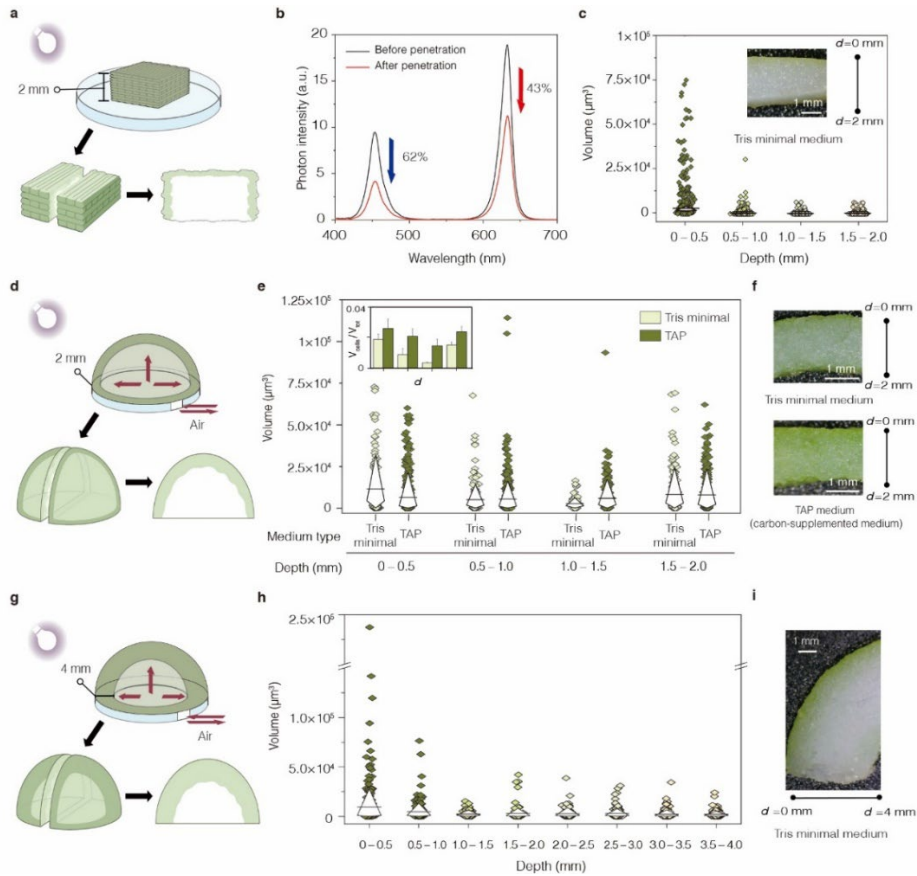 a
2 mm
b
Photon intensity (a.u.)
20
15
10
5
0
Before penetration
After penetration
62%
43%
400 500 600 700
Wavelength (nm)
c
Volume (µm³)
1×10⁵
7.5×10⁴
5.0×10⁴
2.5×10⁴
0
d=0 mm
1 mm
d=2 mm
Tris minimal medium
0 – 0.5 0.5 – 1.0 1.0 – 1.5 1.5 – 2.0
Depth (mm)
d
2 mm
Air
e
Volume (µm³)
1.25×10⁵
1.0×10⁵
7.5×10⁴
5.0×10⁴
2.5×10⁴
0
0.04
0
V cells / V tot
d
Tris minimal
TAP
Medium type
Tris minimal TAP Tris minimal TAP Tris minimal TAP Tris minimal TAP
Depth (mm) 0 – 0.5 0.5 – 1.0 1.0 – 1.5 1.5 – 2.0
f
d=0 mm
1 mm
d=2 mm
Tris minimal medium
d=0 mm
1 mm
d=2 mm
TAP medium
(carbon-supplemented medium)
g
4 mm
Air
h
Volume (µm³)
2.5×10⁵
1.0×10⁵
5.0×10⁴
0
0 – 0.5 0.5 – 1.0 1.0 – 1.5 1.5 – 2.0 2.0 – 2.5 2.5 – 3.0 3.0 – 3.5 3.5 – 4.0
Depth (mm)
i
1 mm
d=0 mm d=4 mm
Tris minimal medium